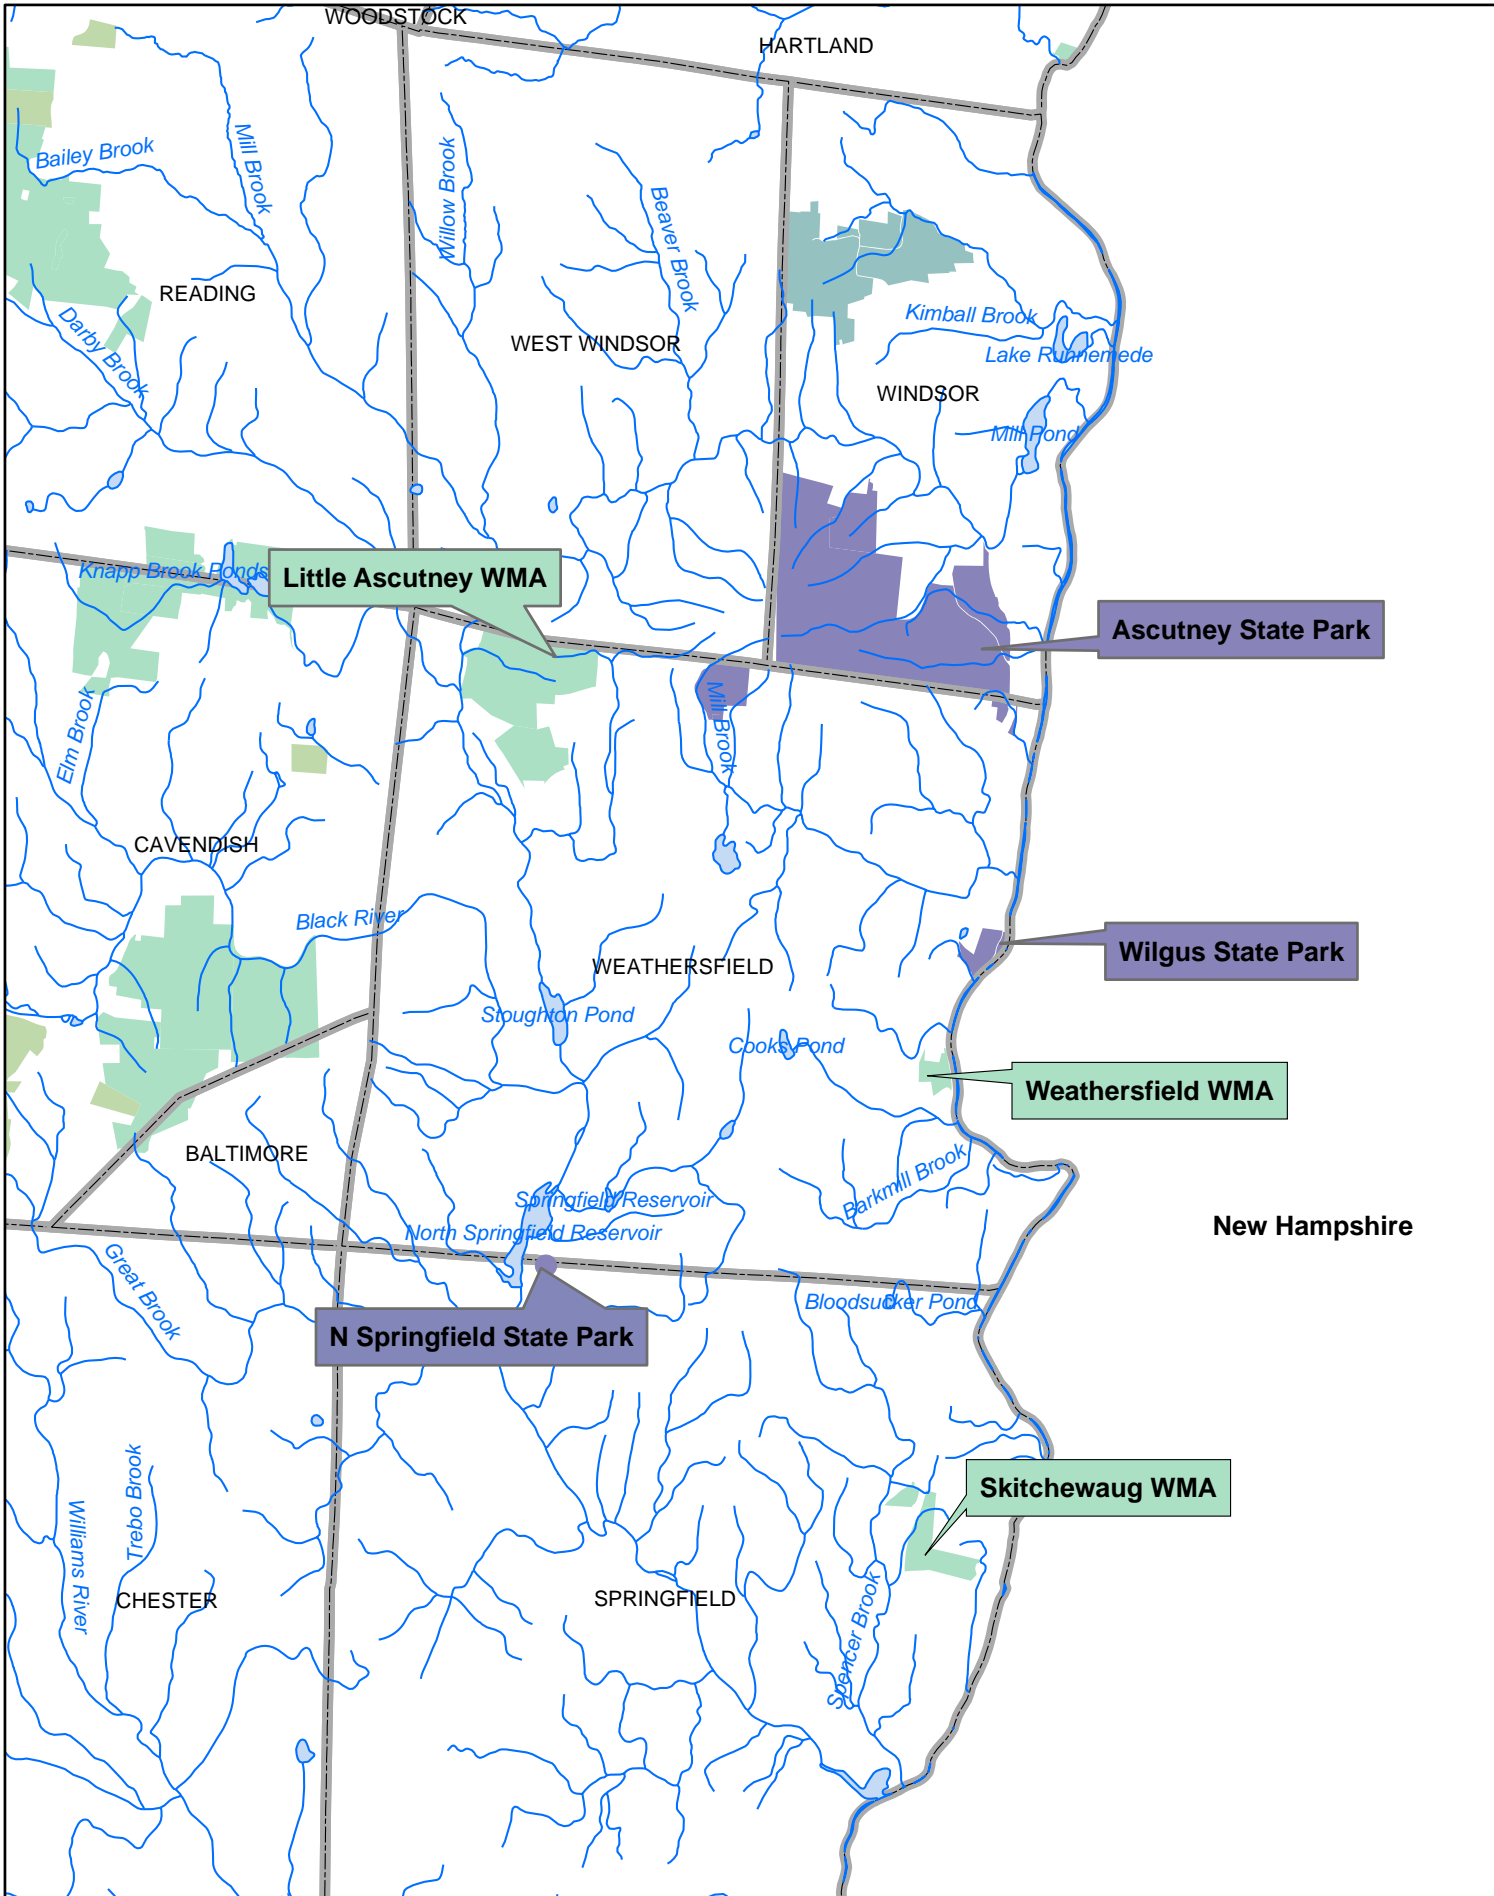 WOODSTOCK
HARTLAND
Bailey Brook
Mill Brook
Willow Brook
Beaver Brook
READING
Darby Brook
WEST WINDSOR
Kimball Brook
Lake Runnemede
WINDSOR
Mill Pond
Knapp Brook Ponds
Little Ascutney WMA
Ascutney State Park
Elm Brook
Mill Brook
CAVENDISH
Black River
WEATHERSFIELD
Wilgus State Park
Stoughton Pond
Cooks Pond
Weathersfield WMA
BALTIMORE
Barkmill Brook
Springfield Reservoir
North Springfield Reservoir
New Hampshire
Great Brook
Bloodsucker Pond
N Springfield State Park
Trebo Brook
Williams River
Skitchewaug WMA
CHESTER
SPRINGFIELD
Spencer Brook